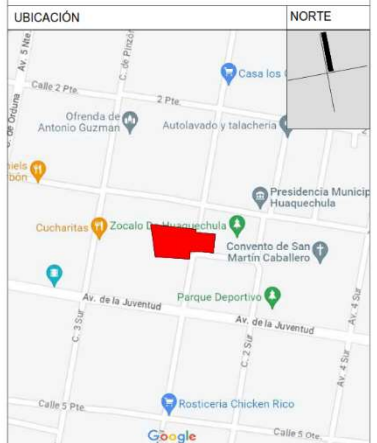 UBICACIÓN
NORTE
Av. 5 Nte.
C. de Pinzón
Casa los
Calle 2 Pte.
2 Pte.
de Orduna
Ofrenda de
Antonio Guzman
Autolavado y talacheria
niels
rbón
Presidencia Municip
Huaquechula
Cucharitas
Zocalo De Huaquechula
Convento de San
Martín Caballero
Av. de la Juventud
Parque Deportivo
Av. de la Juventud
C. 3 Sur
C. 2 Sur
Av. 4 Sur
Av. 4 Sur
Calle 5 Pte.
Rosticeria Chicken Rico
Google
Calle 5 Ote.